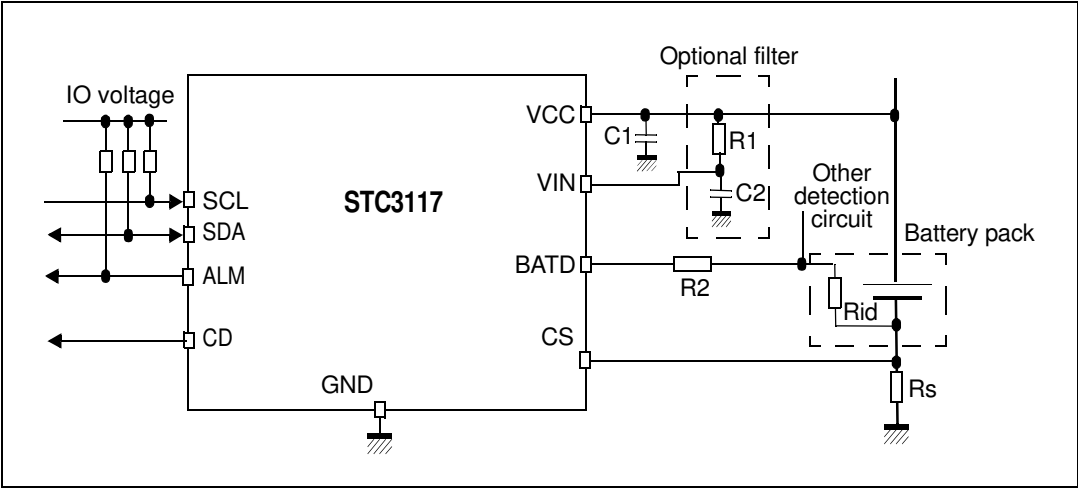 Optional filter
IO voltage
VCC
C1
R1
VIN
C2
Other
detection
circuit
SCL
STC3117
SDA
Battery pack
BATD
ALM
R2
Rid
CD
CS
GND
Rs